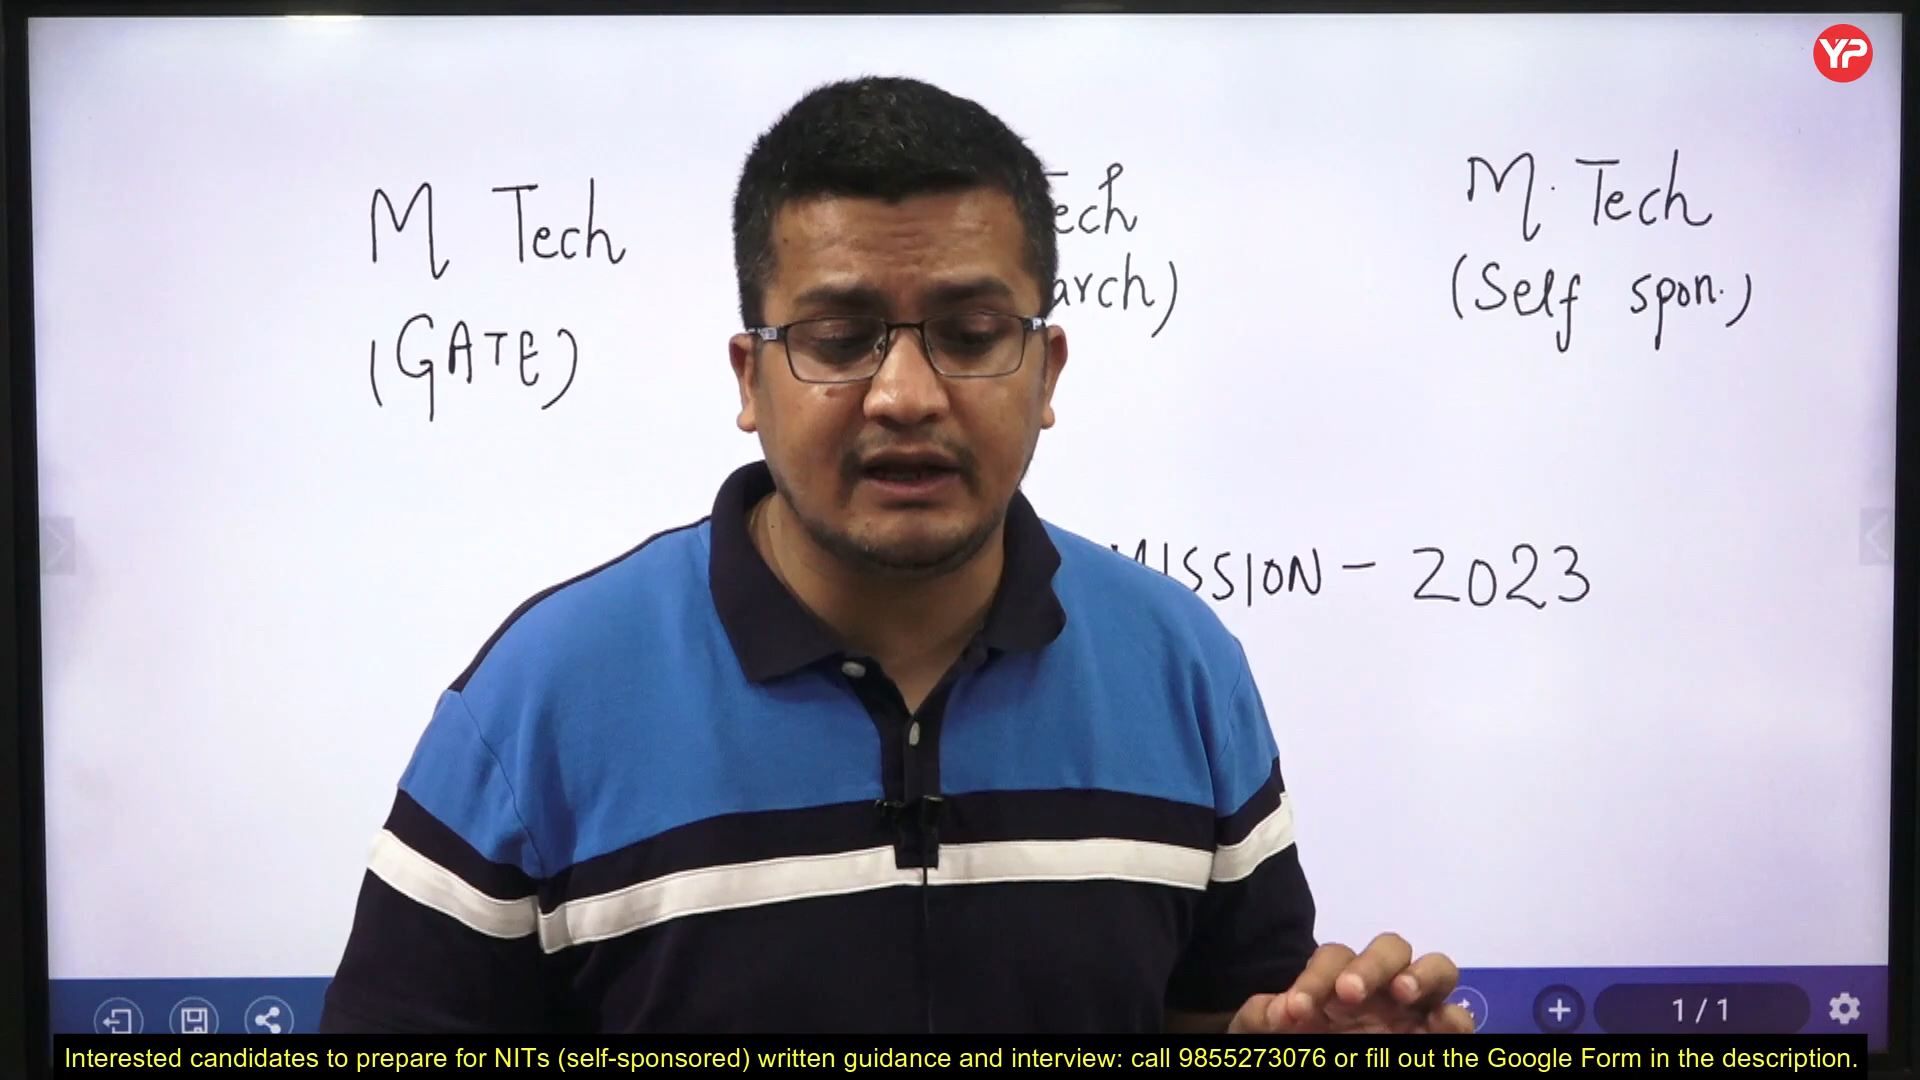 YP
M Tech
(GATE)
ech
arch)
M. Tech
(Self spon.)
MISSION - 2023
1 / 1
Interested candidates to prepare for NITs (self-sponsored) written guidance and interview: call 9855273076 or fill out the Google Form in the description.